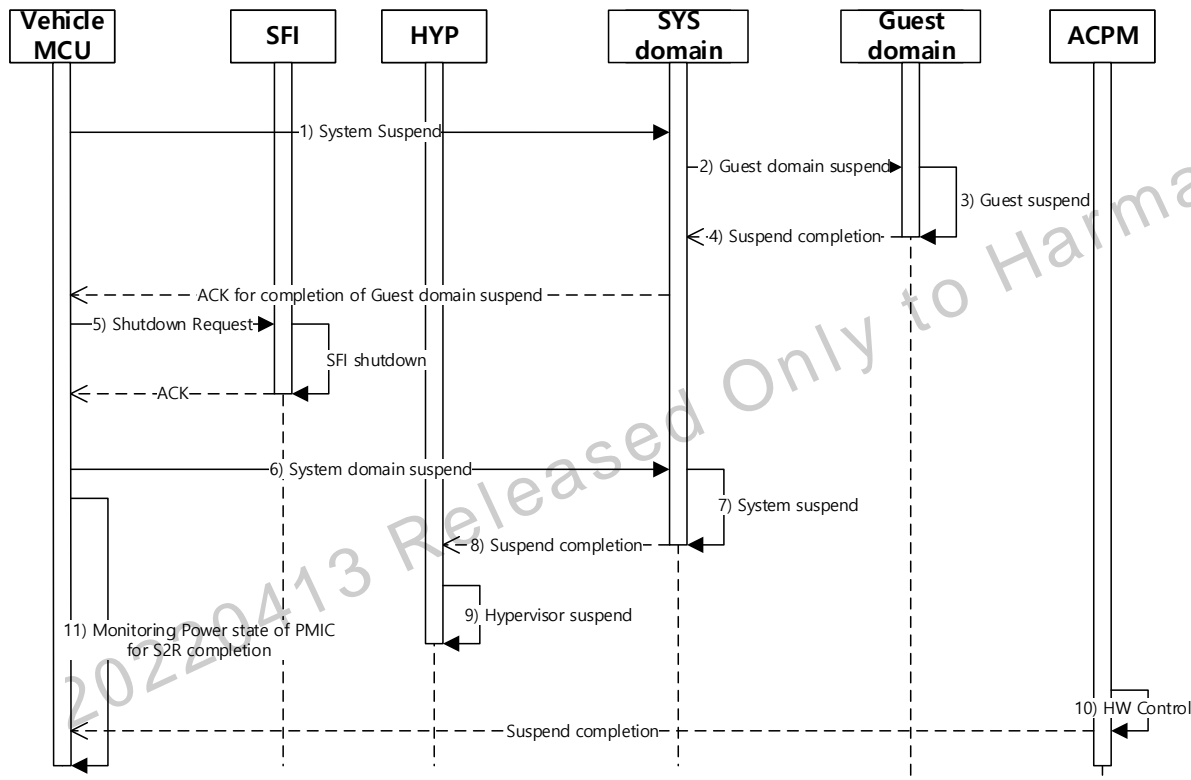 Vehicle
MCU
SFI
HYP
SYS
domain
Guest
domain
ACPM
1) System Suspend
2) Guest domain suspend
3) Guest suspend
4) Suspend completion
ACK for completion of Guest domain suspend
5) Shutdown Request
SFI shutdown
ACK
6) System domain suspend
7) System suspend
8) Suspend completion
9) Hypervisor suspend
11) Monitoring Power state of PMIC
for S2R completion
10) HW Control
Suspend completion
20220413 Released Only to Harma